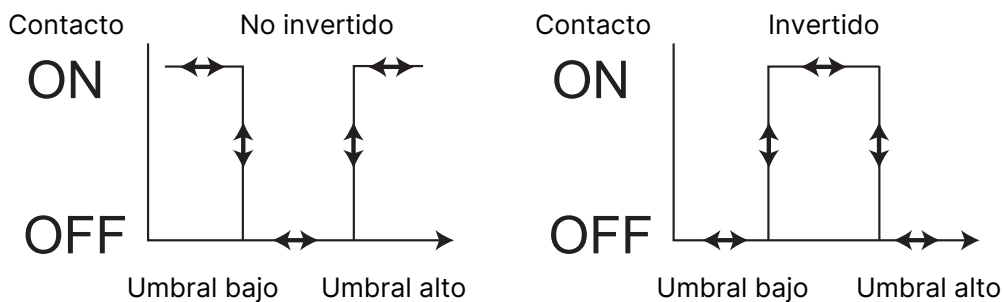 Contacto
No invertido
ON
OFF
Umbral bajo
Umbral alto
Contacto
Invertido
ON
OFF
Umbral bajo
Umbral alto